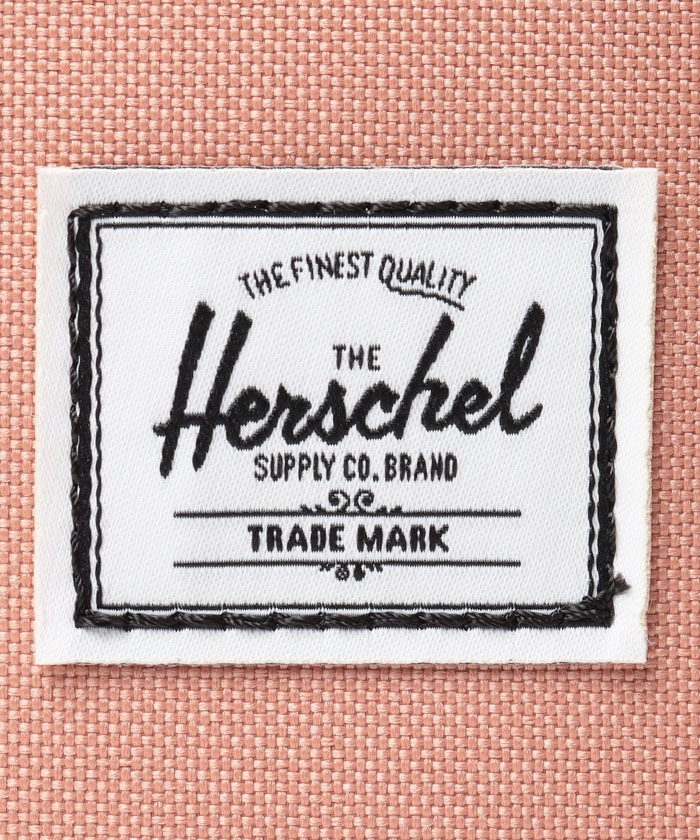 THE FINEST QUALITY
THE
Herschel
SUPPLY CO. BRAND
TRADE MARK